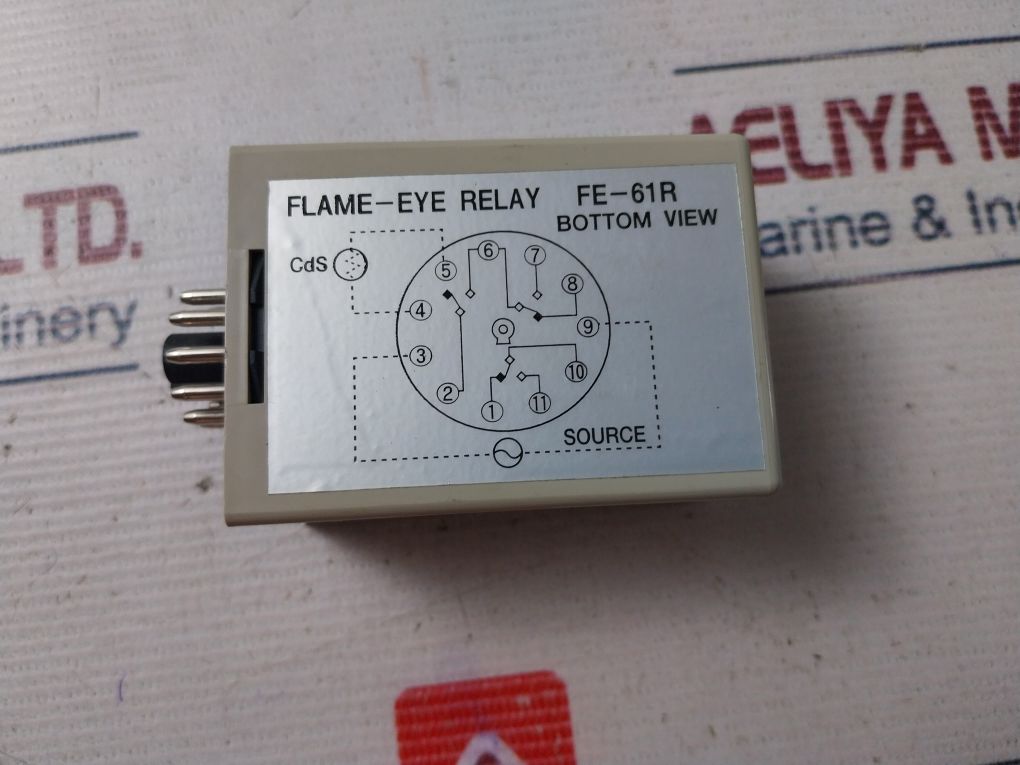 AELIYA M
arine & In
LTD.
inery
FLAME-EYE RELAY FE-61R
BOTTOM VIEW
CdS
5 6 7
4 8
3 9
2 10
1 11
SOURCE